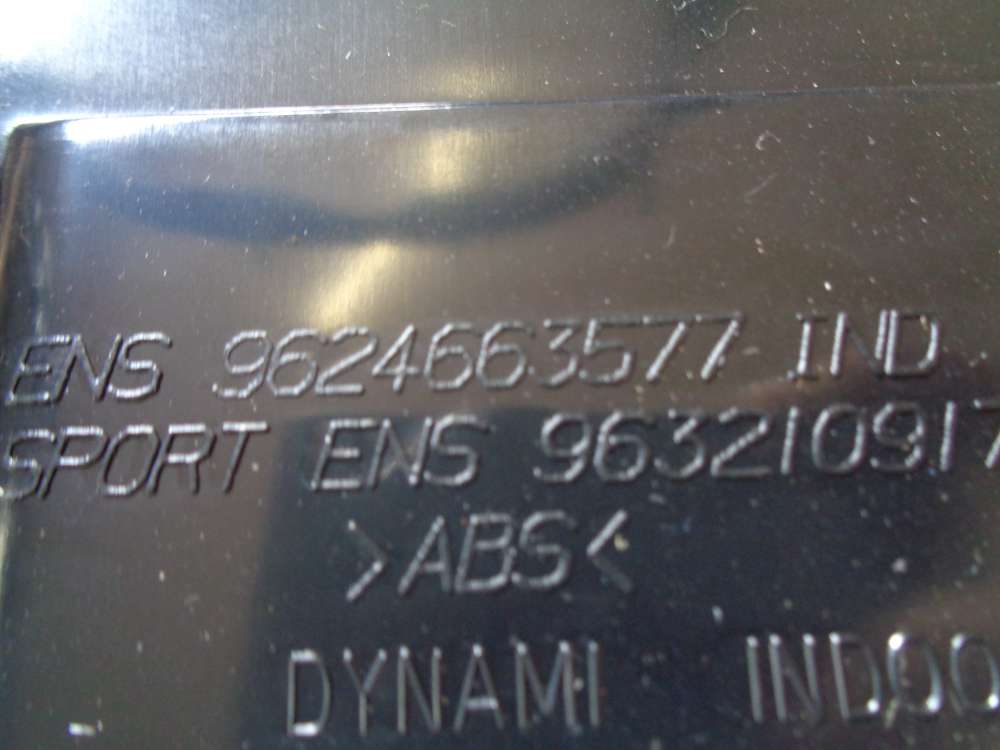 ENS 9624663577 IND
SPORT ENS 963210917
>ABS<
DYNAMI IND00